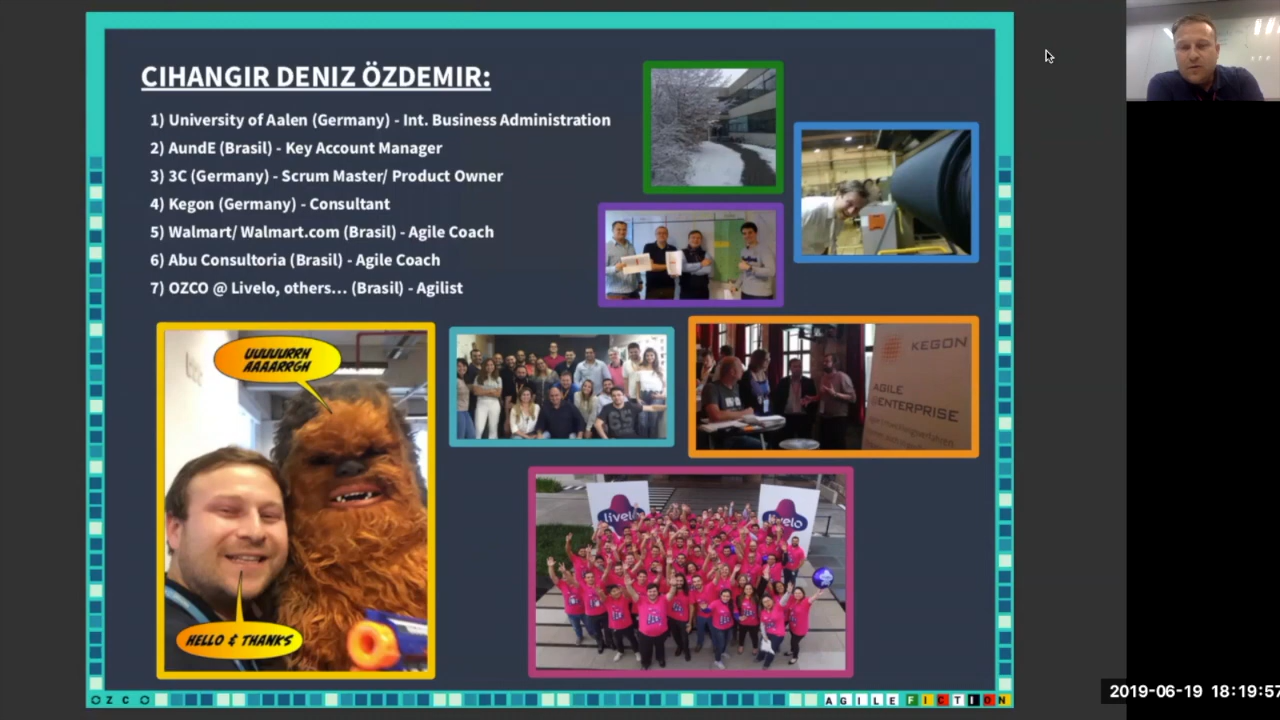 CIHANGIR DENIZ ÖZDEMIR:
1) University of Aalen (Germany) - Int. Business Administration
2) AundE (Brasil) - Key Account Manager
3) 3C (Germany) - Scrum Master/ Product Owner
4) Kegon (Germany) - Consultant
5) Walmart/ Walmart.com (Brasil) - Agile Coach
6) Abu Consultoria (Brasil) - Agile Coach
7) OZCO @ Livelo, others... (Brasil) - Agilist
UUUUURRH
AAAARRGH
HELLO & THANKS
KEGON
AGILE
@ENTERPRISE
livelo
livelo
OZCO
AGILE FICTION
2019-06-19 18:19:57